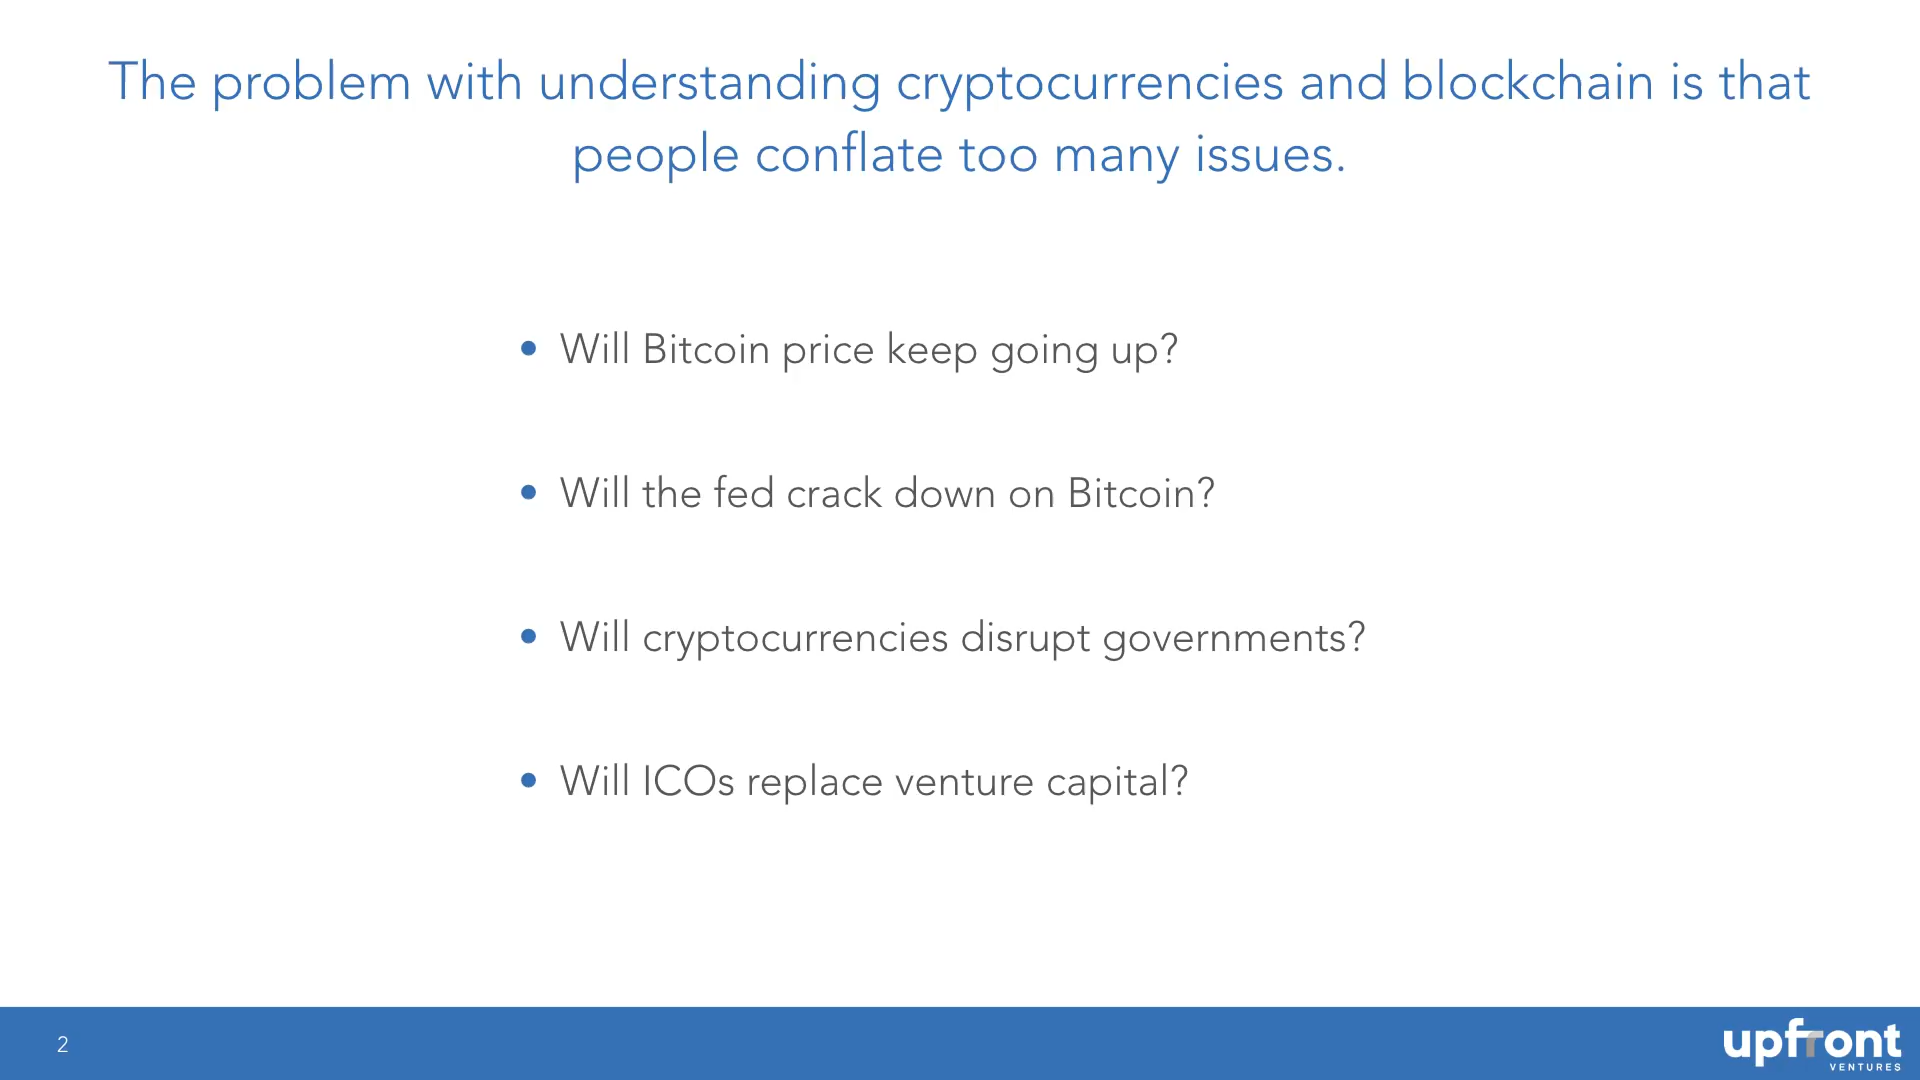 The problem with understanding cryptocurrencies and blockchain is that
people conflate too many issues.
• Will Bitcoin price keep going up?
• Will the fed crack down on Bitcoin?
• Will cryptocurrencies disrupt governments?
• Will ICOs replace venture capital?
2
upfront
VENTURES